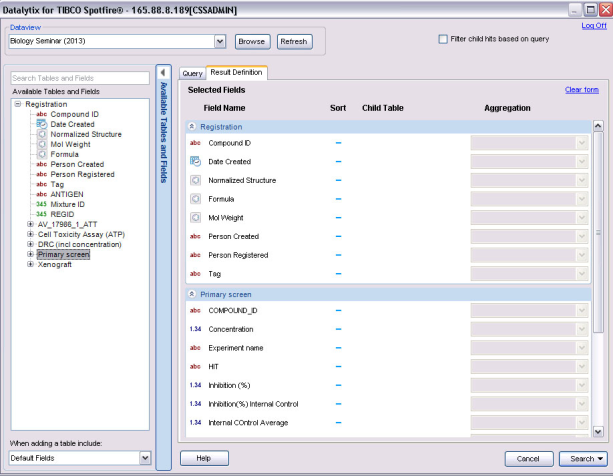 Datalytix for TIBCO Spotfire® - 165.88.8.189[CSSADMIN]
Log Off
Dataview
Biology Seminar (2013)
Browse
Refresh
Filter child hits based on query
Search Tables and Fields
Available Tables and Fields
Registration
abc Compound ID
Date Created
Normalized Structure
Mol Weight
Formula
abc Person Created
abc Person Registered
abc Tag
abc ANTIGEN
345 Mixture ID
345 REGID
AV_17986_1_ATT
Cell Toxicity Assay (ATP)
DRC (incl concentration)
Primary screen
Xenograft
When adding a table include:
Default Fields
Available Tables and Fields
Query
Result Definition
Selected Fields
Clear form
Field Name Sort Child Table Aggregation
Registration
abc Compound ID
Date Created
Normalized Structure
Formula
Mol Weight
abc Person Created
abc Person Registered
abc Tag
Primary screen
abc COMPOUND_ID
1.34 Concentration
abc Experiment name
abc HIT
1.34 Inhibition (%)
1.34 Inhibition(%) Internal Control
1.34 Internal COntrol Average
Help
Cancel
Search